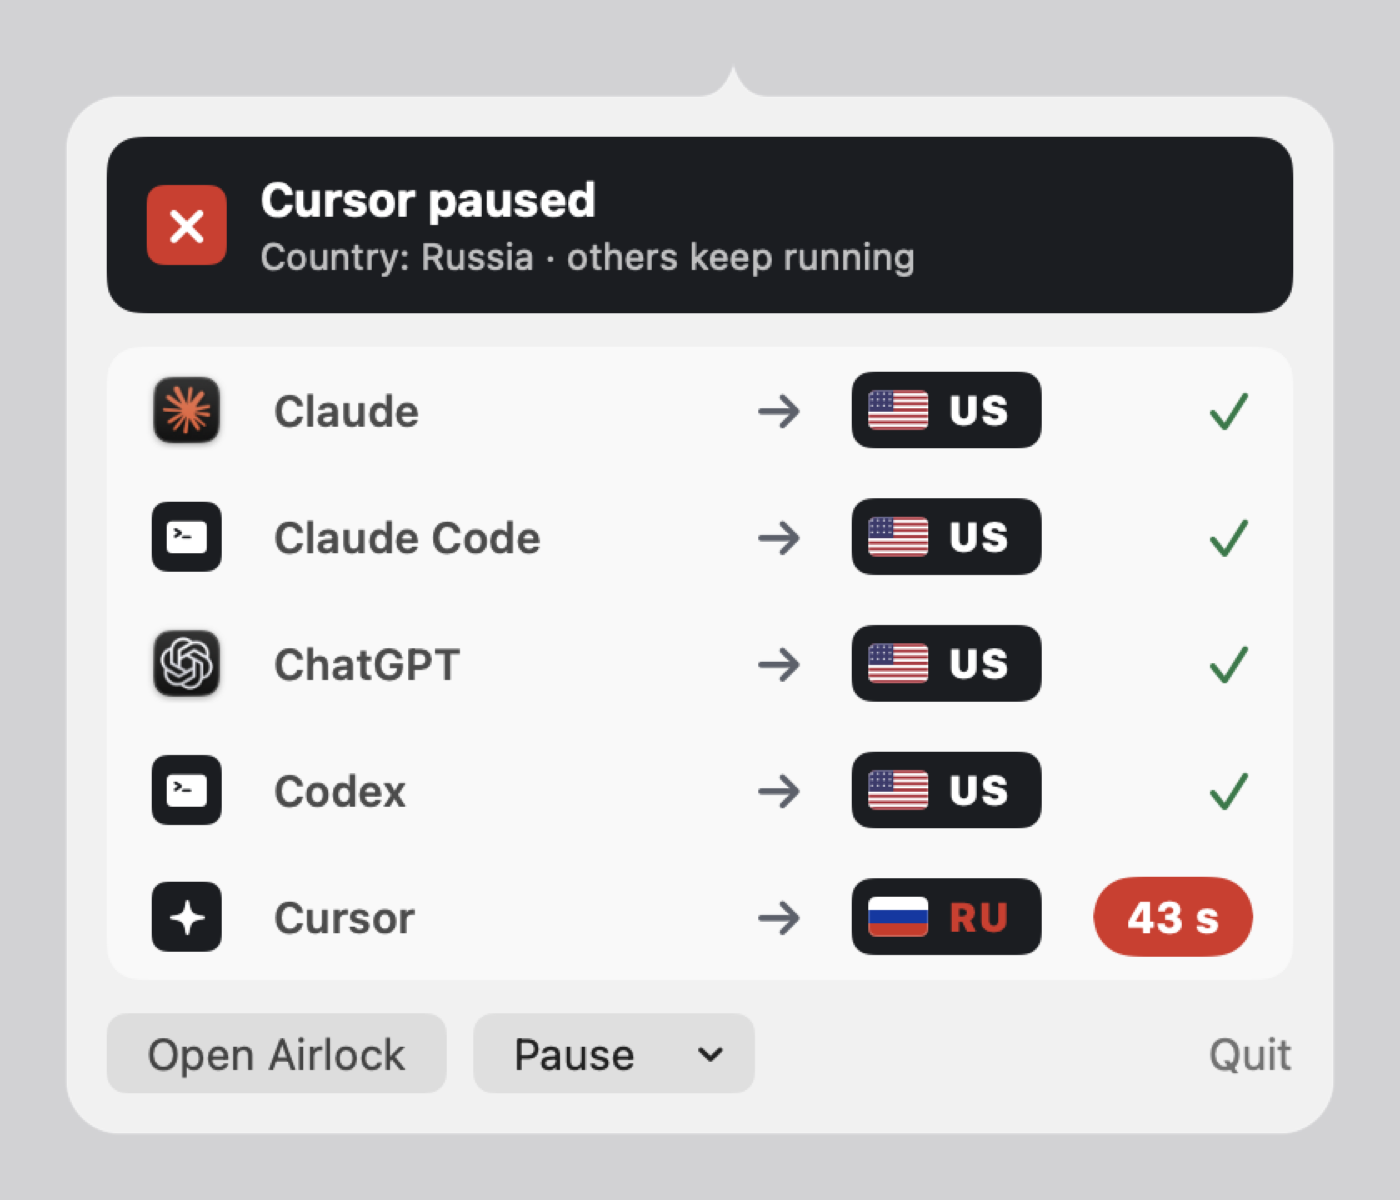 Cursor paused
Country: Russia · others keep running
Claude → US ✓
>-
Claude Code → US ✓
ChatGPT → US ✓
>-
Codex → US ✓
Cursor → RU 43 s
Open Airlock Pause Quit